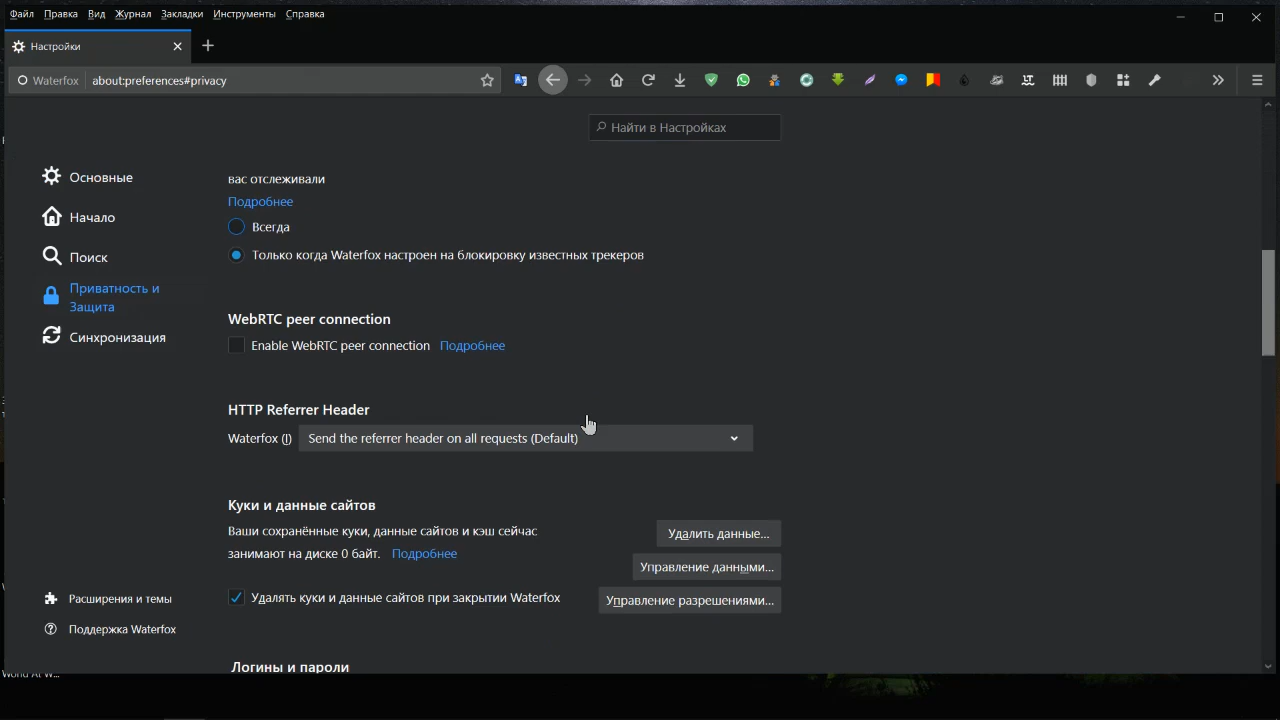 Файл Правка Вид Журнал Закладки Инструменты Справка
Настройки
Waterfox about:preferences#privacy
Найти в Настройках
Основные
Начало
Поиск
Приватность и
Защита
Синхронизация
Расширения и темы
Поддержка Waterfox
вас отслеживали
Подробнее
Всегда
Только когда Waterfox настроен на блокировку известных трекеров
WebRTC peer connection
Enable WebRTC peer connection Подробнее
HTTP Referrer Header
Waterfox (I) Send the referrer header on all requests (Default)
Куки и данные сайтов
Ваши сохранённые куки, данные сайтов и кэш сейчас
занимают на диске 0 байт. Подробнее
Удалить данные...
Управление данными...
Удалять куки и данные сайтов при закрытии Waterfox
Управление разрешениями...
Логины и пароли